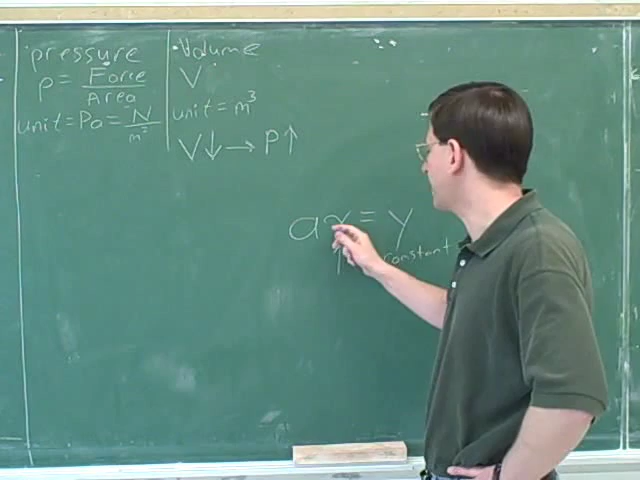 pressure
P = Force
Area
unit = Pa = N
m²
Volume
V
unit = m³
V↓ → P↑
ax = y
↑ constant